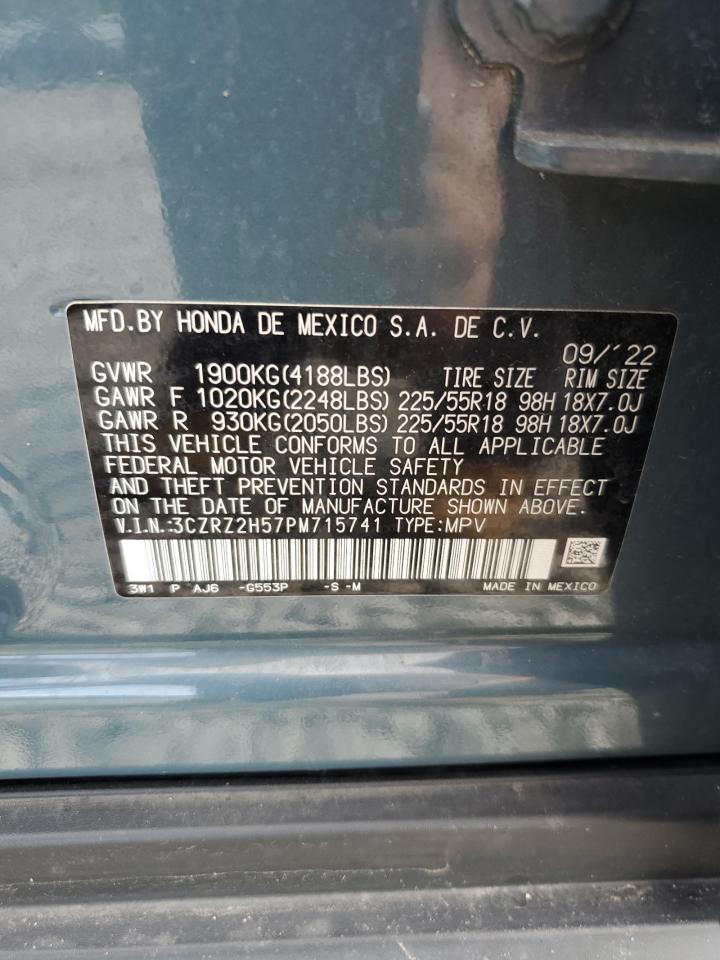 MFD.BY HONDA DE MEXICO S.A. DE C.V.
09/'22
GVWR 1900KG(4188LBS) TIRE SIZE RIM SIZE
GAWR F 1020KG(2248LBS) 225/55R18 98H 18X7.0J
GAWR R 930KG(2050LBS) 225/55R18 98H 18X7.0J
THIS VEHICLE CONFORMS TO ALL APPLICABLE
FEDERAL MOTOR VEHICLE SAFETY
AND THEFT PREVENTION STANDARDS IN EFFECT
ON THE DATE OF MANUFACTURE SHOWN ABOVE.
V.I.N.:3CZRZ2H57PM715741 TYPE:MPV
3W1 P AJ6 -G553P -S -M MADE IN MEXICO